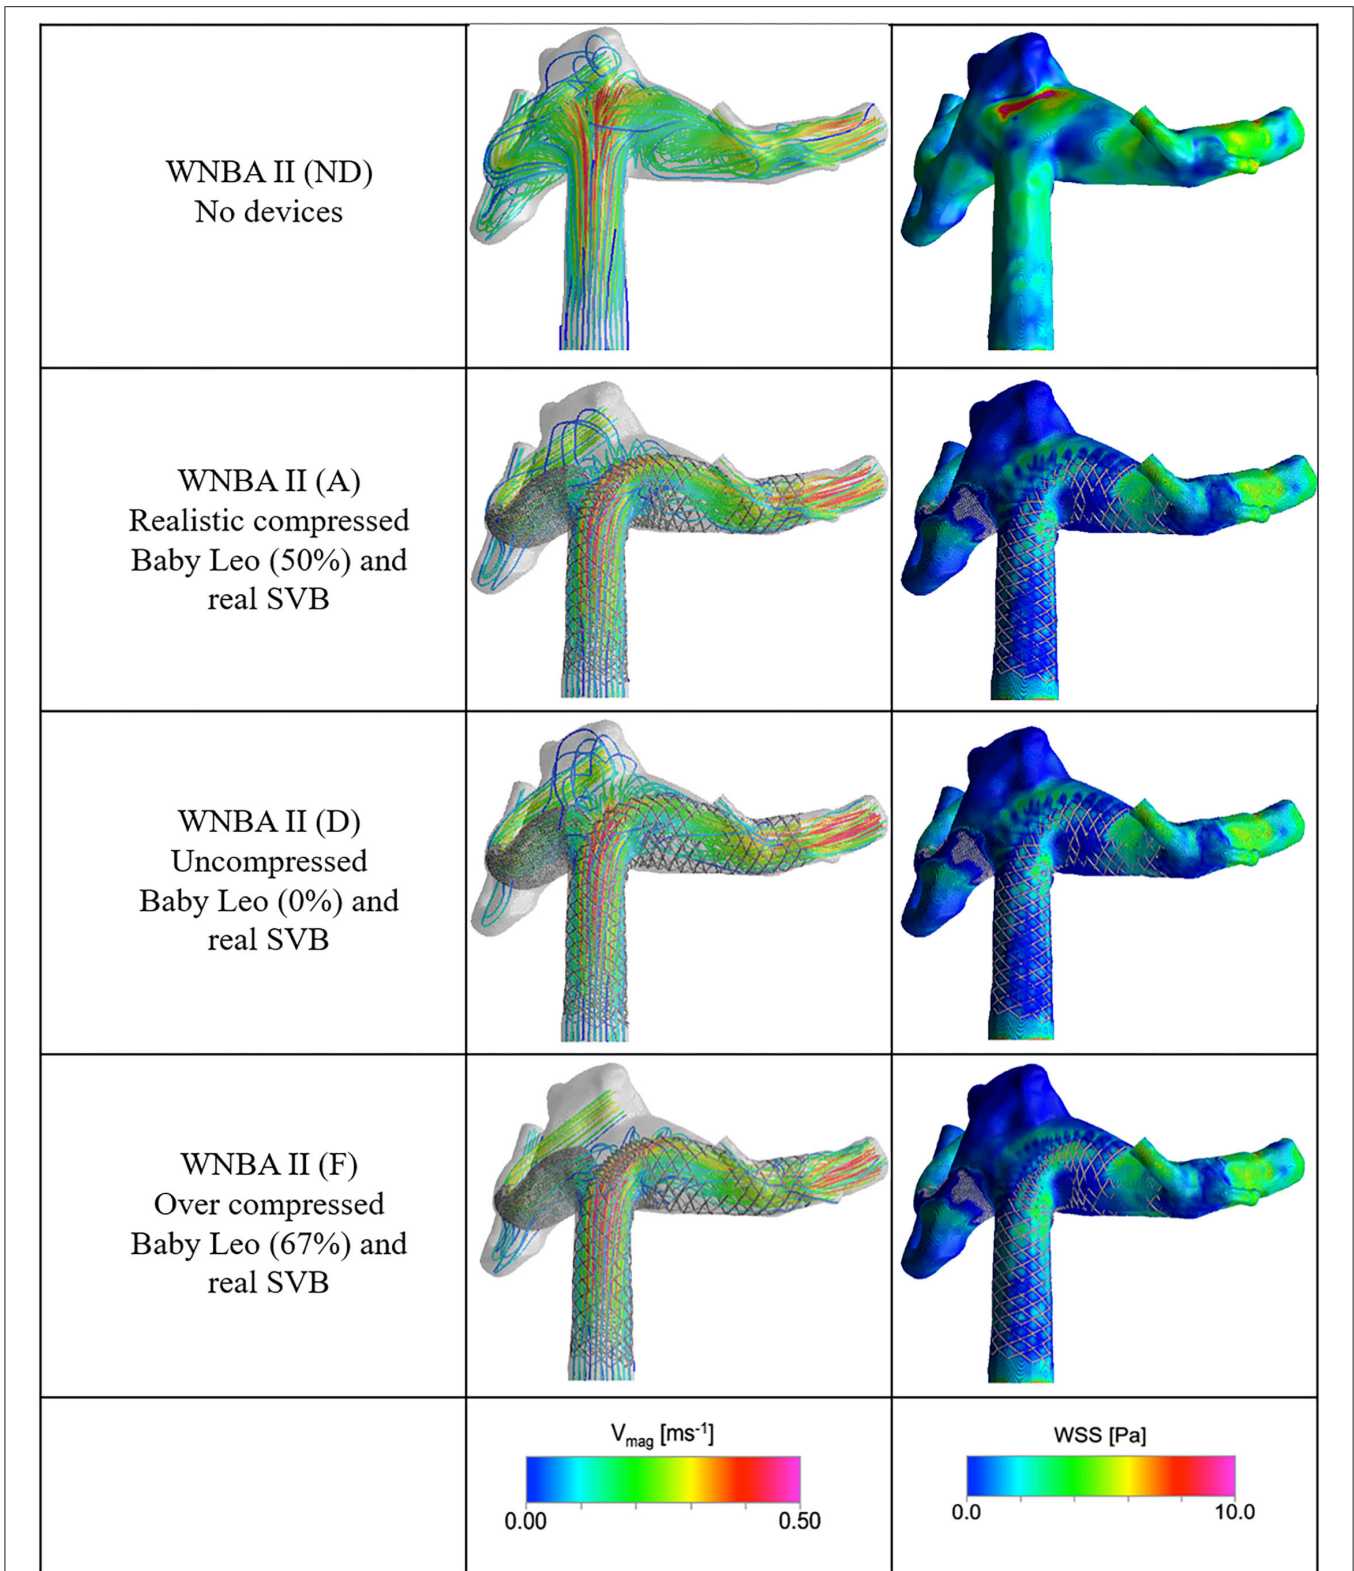 WNBA II (ND)
No devices
WNBA II (A)
Realistic compressed
Baby Leo (50%) and
real SVB
WNBA II (D)
Uncompressed
Baby Leo (0%) and
real SVB
WNBA II (F)
Over compressed
Baby Leo (67%) and
real SVB
Vmag [ms-1]
0.00 0.50
WSS [Pa]
0.0 10.0